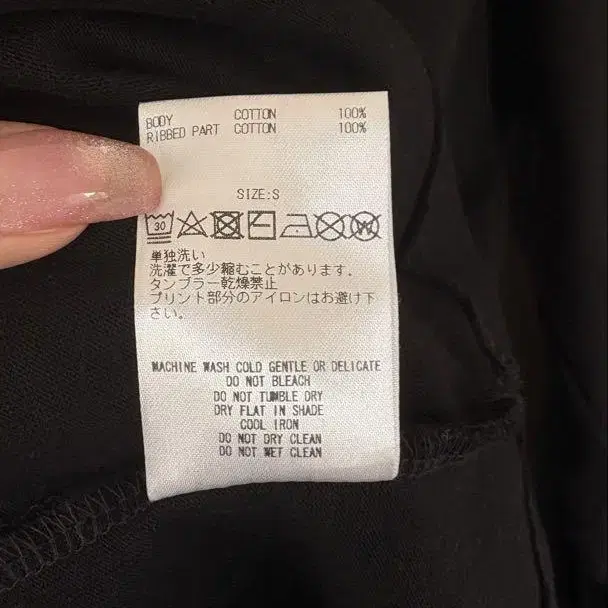 BODY COTTON 100%
RIBBED PART COTTON 100%
SIZE:S
30
W
単独洗い
洗濯で多少縮むことがあります。
タンブラー乾燥禁止
プリント部分のアイロンはお避け下
さい。
MACHINE WASH COLD GENTLE OR DELICATE
DO NOT BLEACH
DO NOT TUMBLE DRY
DRY FLAT IN SHADE
COOL IRON
DO NOT DRY CLEAN
DO NOT WET CLEAN